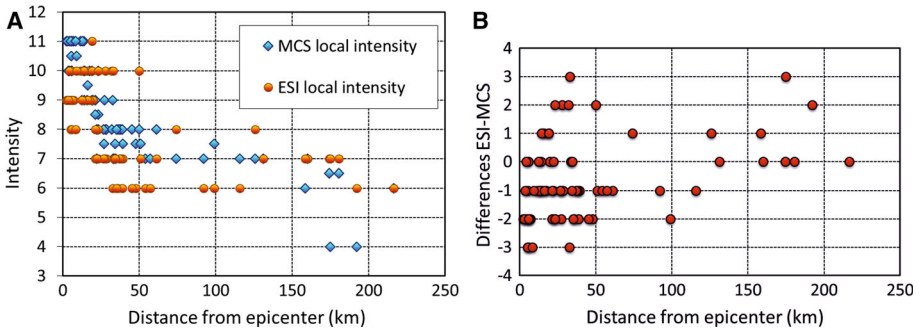 A
12
11
10
9
8
7
6
5
4
3
Intensity
MCS local intensity
ESI local intensity
0 50 100 150 200 250
Distance from epicenter (km)
B
4
3
2
1
0
-1
-2
-3
-4
Differences ESI-MCS
0 50 100 150 200 250
Distance from epicenter (km)